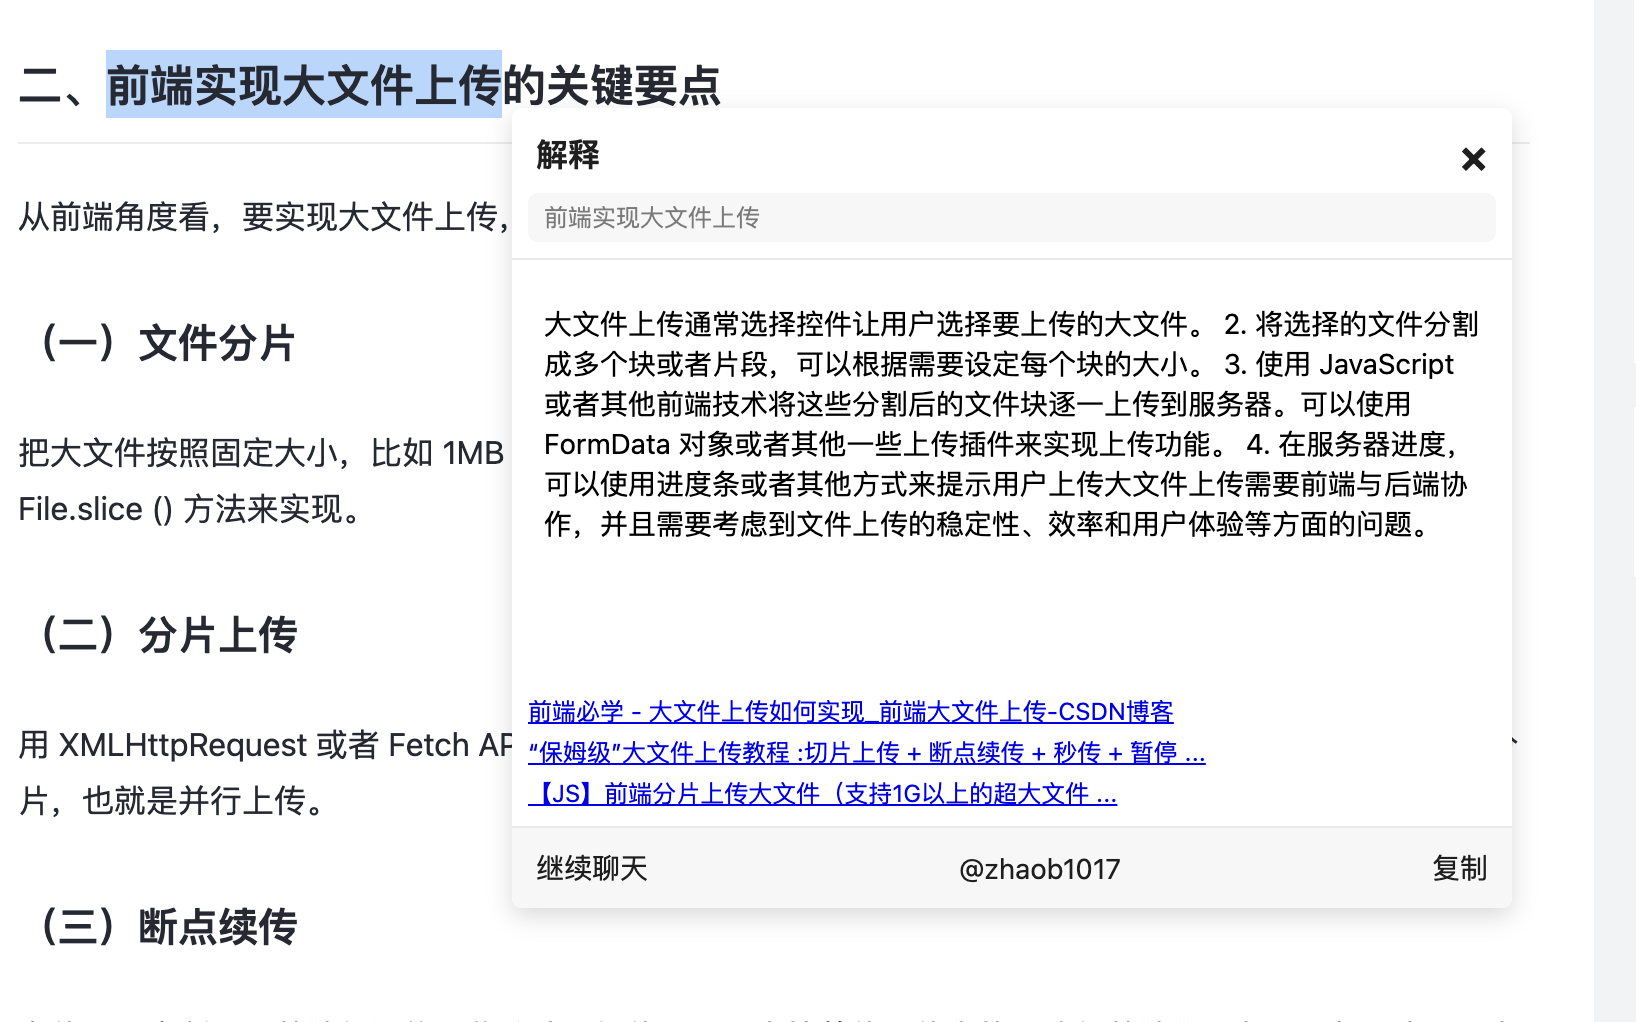 二、前端实现大文件上传的关键要点
从前端角度看，要实现大文件上传，
（一）文件分片
把大文件按照固定大小，比如 1MB
File.slice () 方法来实现。
（二）分片上传
用 XMLHttpRequest 或者 Fetch AP
片，也就是并行上传。
（三）断点续传
解释
前端实现大文件上传
大文件上传通常选择控件让用户选择要上传的大文件。 2. 将选择的文件分割
成多个块或者片段，可以根据需要设定每个块的大小。 3. 使用 JavaScript
或者其他前端技术将这些分割后的文件块逐一上传到服务器。可以使用
FormData 对象或者其他一些上传插件来实现上传功能。 4. 在服务器进度，
可以使用进度条或者其他方式来提示用户上传大文件上传需要前端与后端协
作，并且需要考虑到文件上传的稳定性、效率和用户体验等方面的问题。
前端必学 - 大文件上传如何实现_前端大文件上传-CSDN博客
“保姆级”大文件上传教程 :切片上传 + 断点续传 + 秒传 + 暂停 ...
【JS】前端分片上传大文件（支持1G以上的超大文件 ...
继续聊天
@zhaob1017
复制